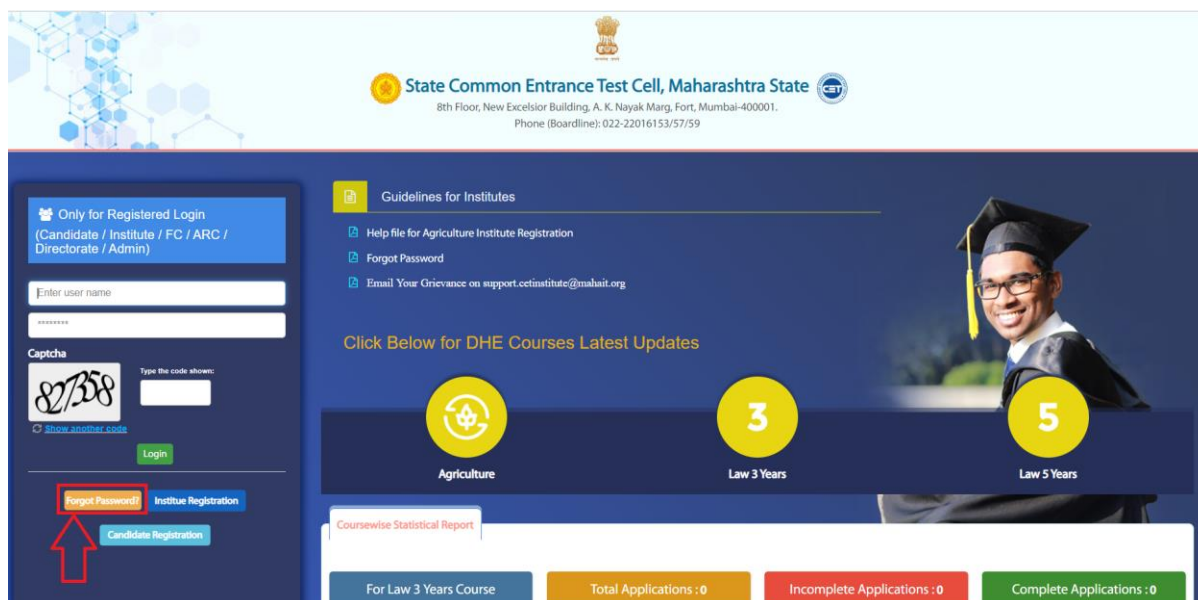 State Common Entrance Test Cell, Maharashtra State
CET
8th Floor, New Excelsior Building, A. K. Nayak Marg, Fort, Mumbai-400001.
Phone (Boardline): 022-22016153/57/59
Only for Registered Login
(Candidate / Institute / FC / ARC /
Directorate / Admin)
Enter user name
********
Captcha
827358
Type the code shown:
Show another code
Login
Forgot Password?
Institue Registration
Candidate Registration
Guidelines for Institutes
Help file for Agriculture Institute Registration
Forgot Password
Email Your Grievance on support.cetinstitute@mahait.org
Click Below for DHE Courses Latest Updates
3
5
Agriculture
Law 3 Years
Law 5 Years
Coursewise Statistical Report
For Law 3 Years Course
Total Applications : 0
Incomplete Applications : 0
Complete Applications : 0